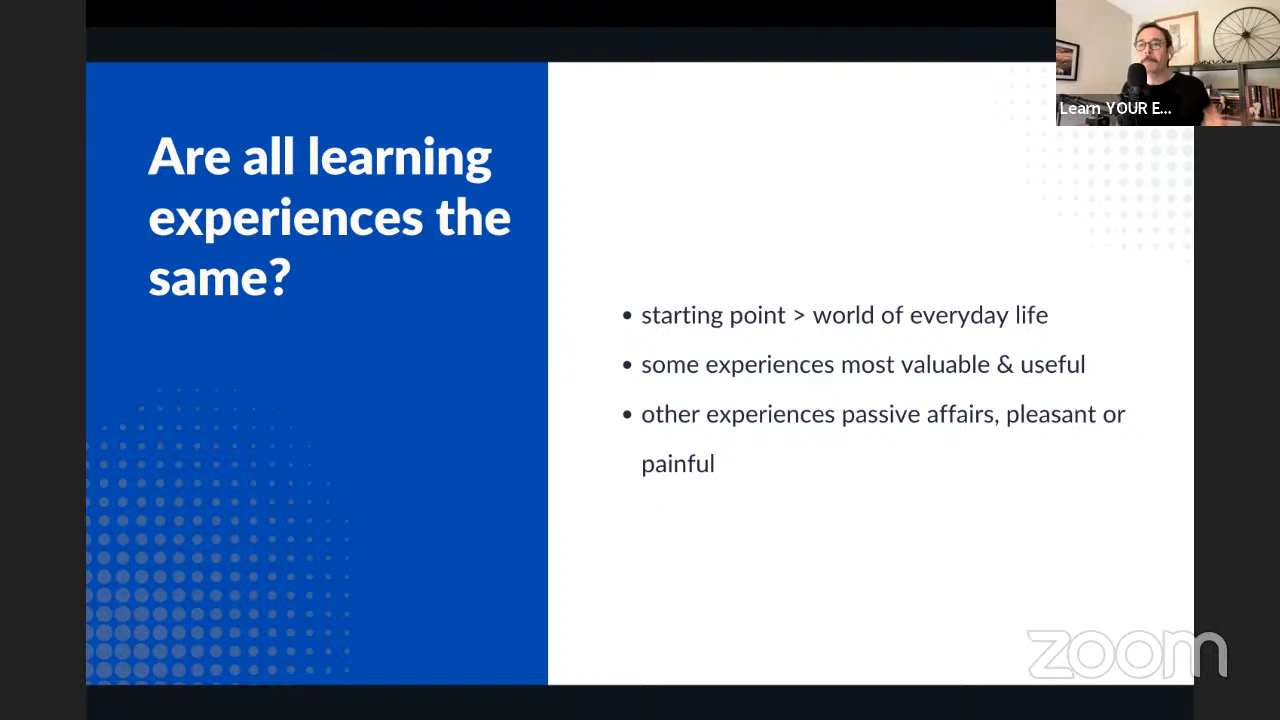 Are all learning
experiences the
same?
• starting point > world of everyday life
• some experiences most valuable & useful
• other experiences passive affairs, pleasant or
painful
Learn YOUR E...
zoom